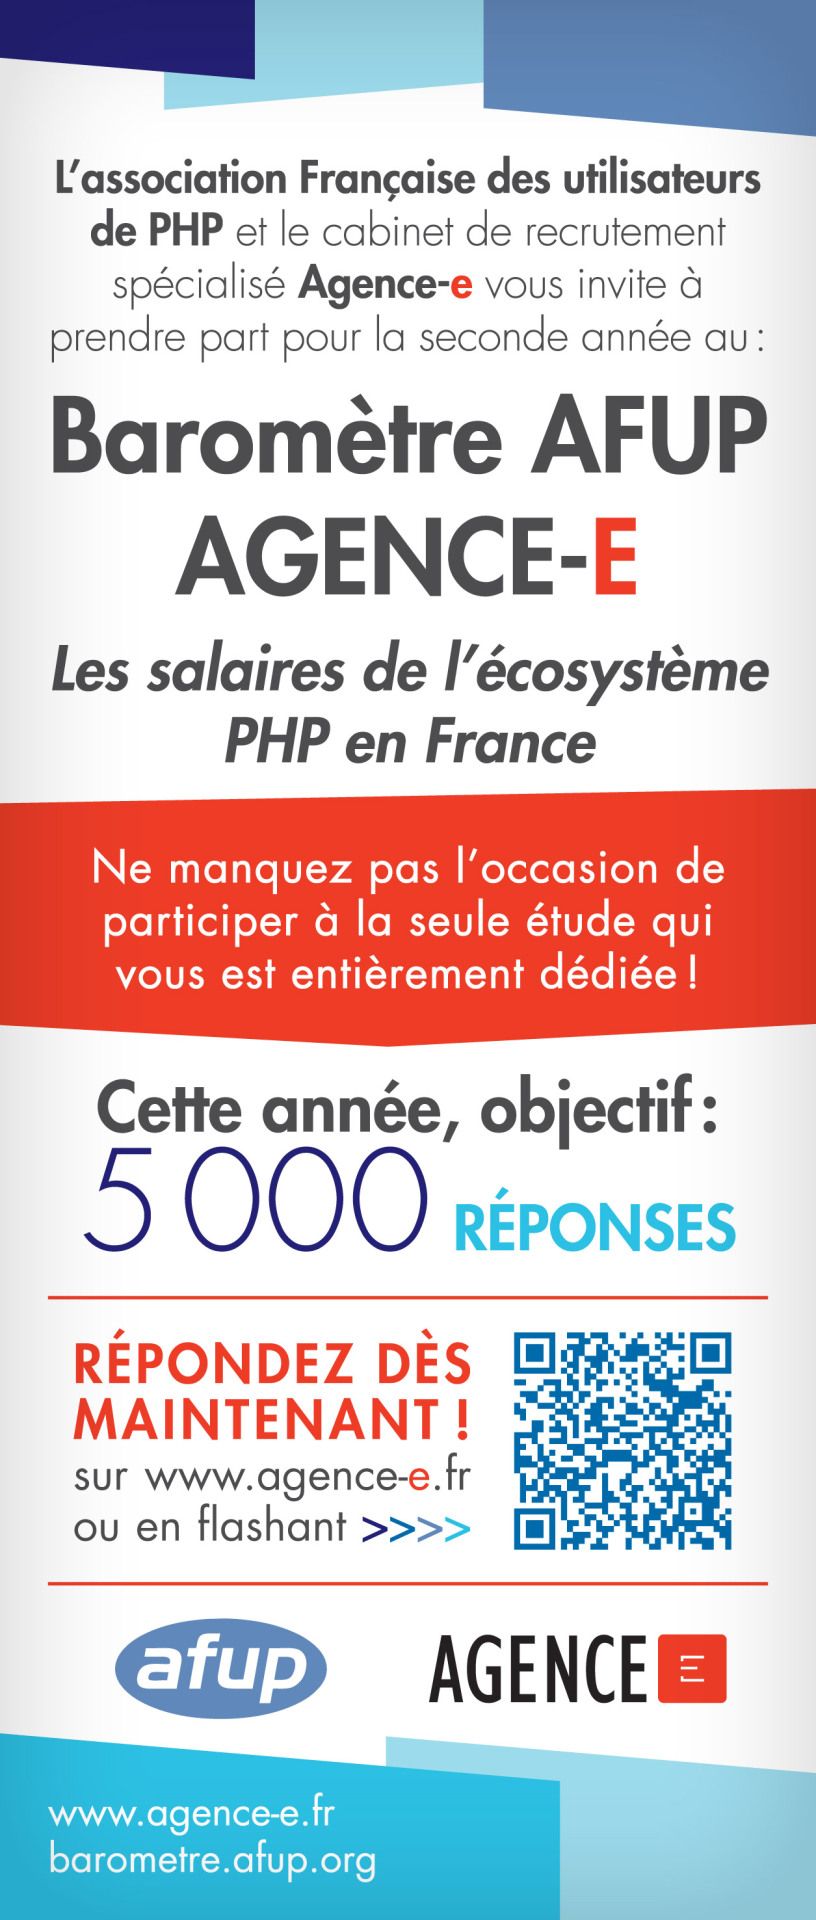 L'association Française des utilisateurs
de PHP et le cabinet de recrutement
spécialisé Agence-e vous invite à
prendre part pour la seconde année au :
Baromètre AFUP
AGENCE-E
Les salaires de l'écosystème
PHP en France
Ne manquez pas l'occasion de
participer à la seule étude qui
vous est entièrement dédiée !
Cette année, objectif :
5 000 RÉPONSES
RÉPONDEZ DÈS
MAINTENANT !
sur www.agence-e.fr
ou en flashant >>>>
afup
AGENCE E
www.agence-e.fr
barometre.afup.org